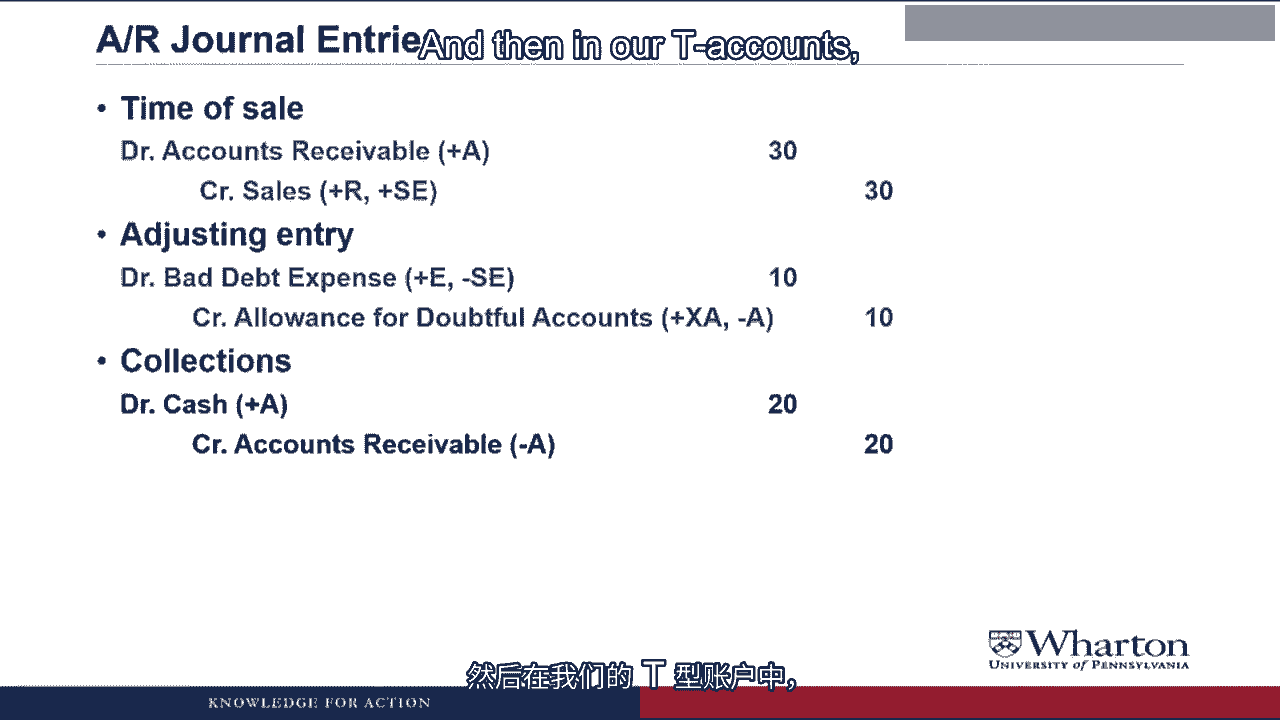 A/R Journal Entrie
And then in our T-accounts,
• Time of sale
Dr. Accounts Receivable (+A) 30
Cr. Sales (+R, +SE) 30
• Adjusting entry
Dr. Bad Debt Expense (+E, -SE) 10
Cr. Allowance for Doubtful Accounts (+XA, -A) 10
• Collections
Dr. Cash (+A) 20
Cr. Accounts Receivable (-A) 20
Wharton
UNIVERSITY of PENNSYLVANIA
然后在我们的 T 型账户中，
KNOWLEDGE FOR ACTION